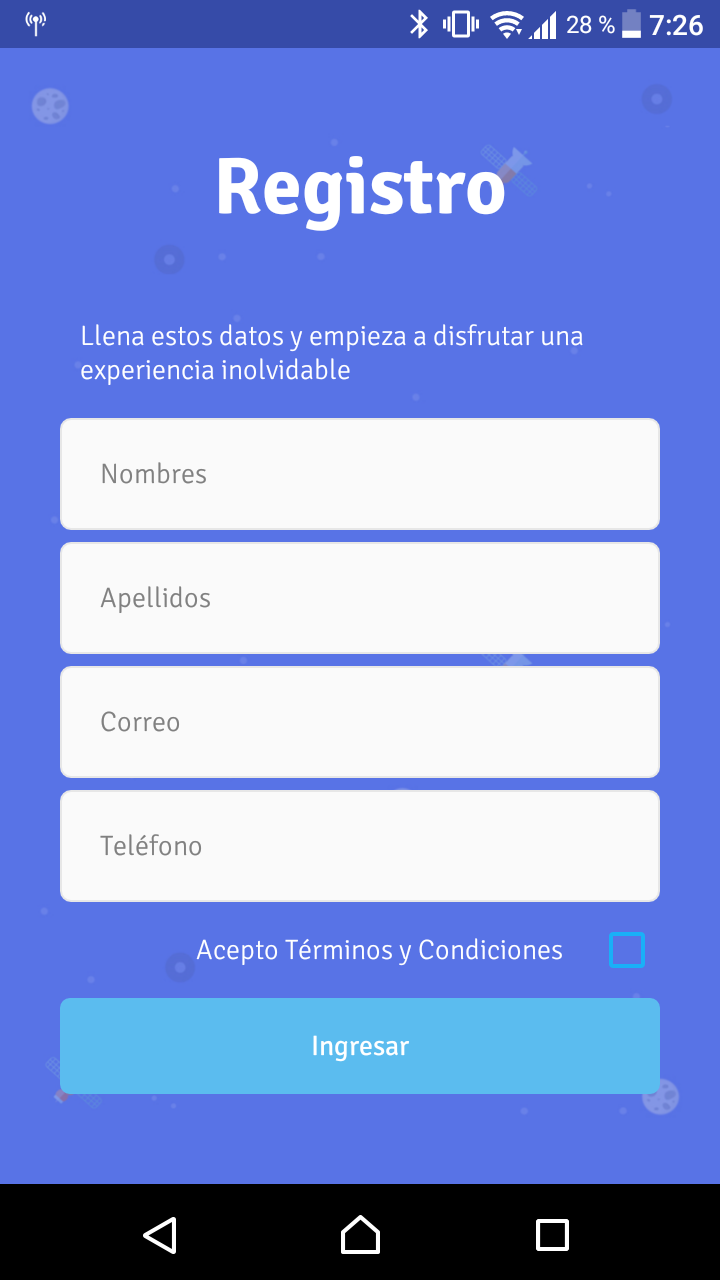 28 % 7:26
Registro
Llena estos datos y empieza a disfrutar una
experiencia inolvidable
Nombres
Apellidos
Correo
Teléfono
Acepto Términos y Condiciones
Ingresar